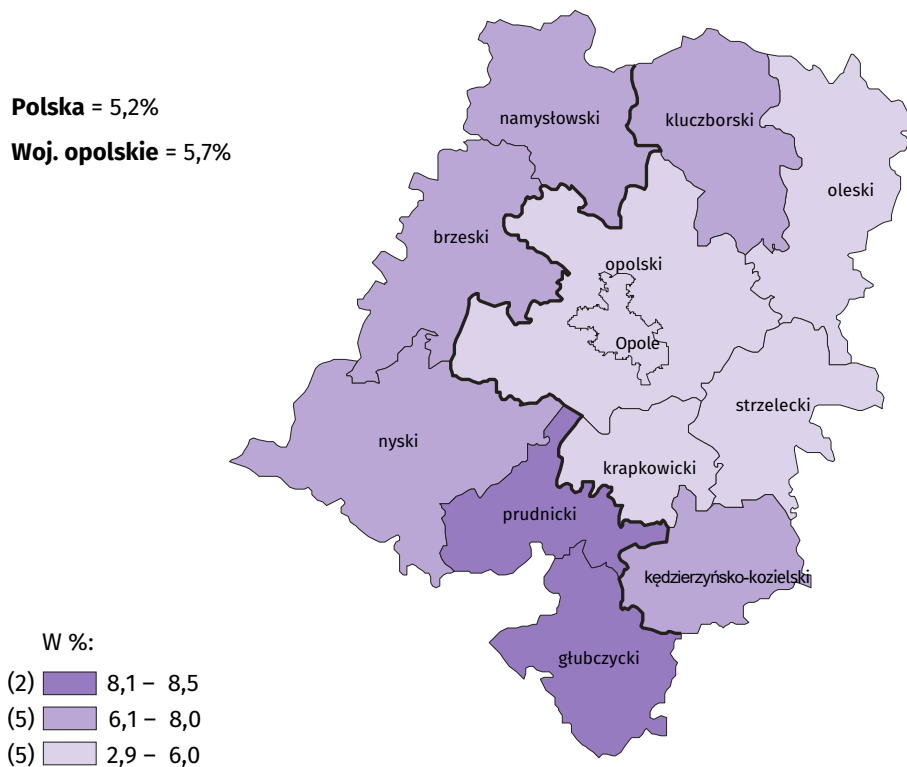 Polska = 5,2%
Woj. opolskie = 5,7%
namysłowski
kluczborski
oleski
brzeski
opolski
Opole
strzelecki
nyski
krapkowicki
prudnicki
kędzierzyńsko-kozielski
głubczycki
W %:
(2) 8,1 – 8,5
(5) 6,1 – 8,0
(5) 2,9 – 6,0